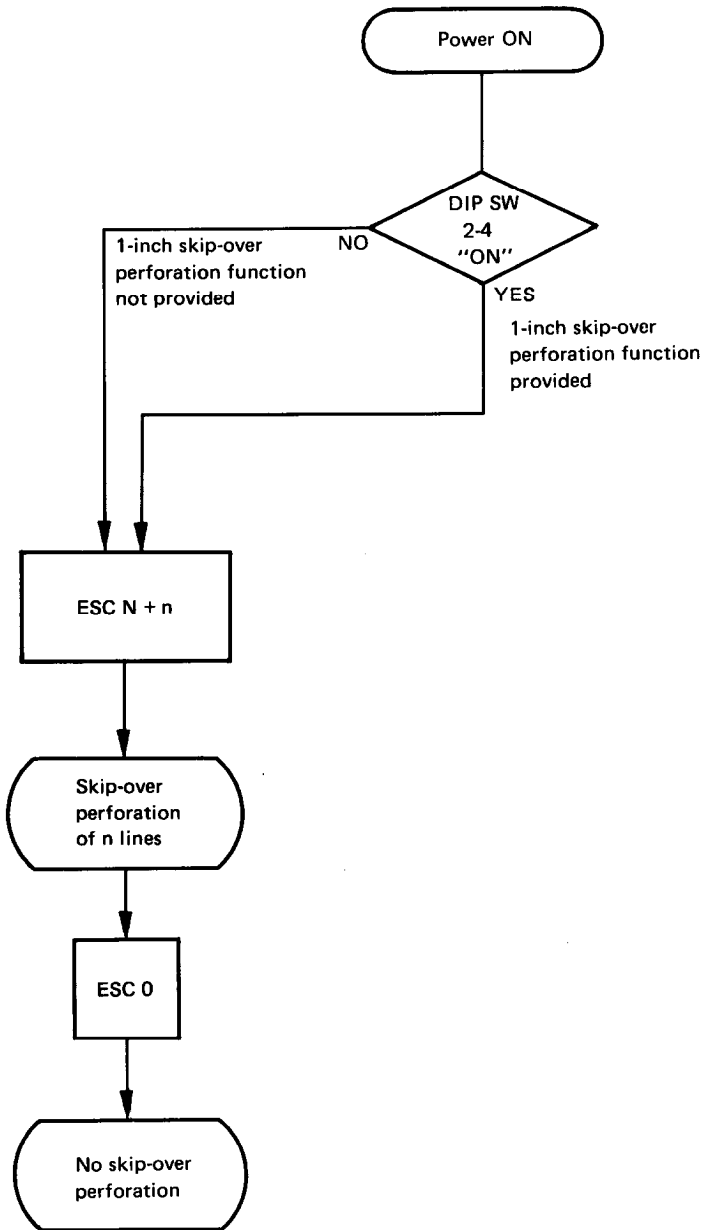 Power ON
DIP SW
2-4
"ON"
NO
1-inch skip-over
perforation function
not provided
YES
1-inch skip-over
perforation function
provided
ESC N + n
Skip-over
perforation
of n lines
ESC 0
No skip-over
perforation